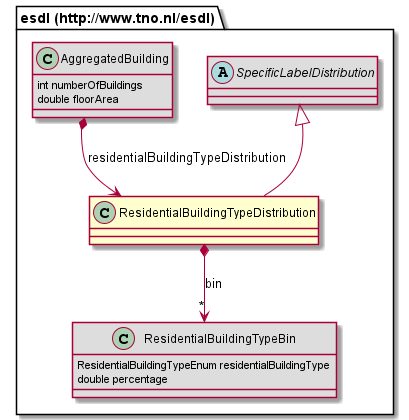 esdl (http://www.tno.nl/esdl)
C AggregatedBuilding
int numberOfBuildings
double floorArea
A SpecificLabelDistribution
residentialBuildingTypeDistribution
C ResidentialBuildingTypeDistribution
bin
*
C ResidentialBuildingTypeBin
ResidentialBuildingTypeEnum residentialBuildingType
double percentage